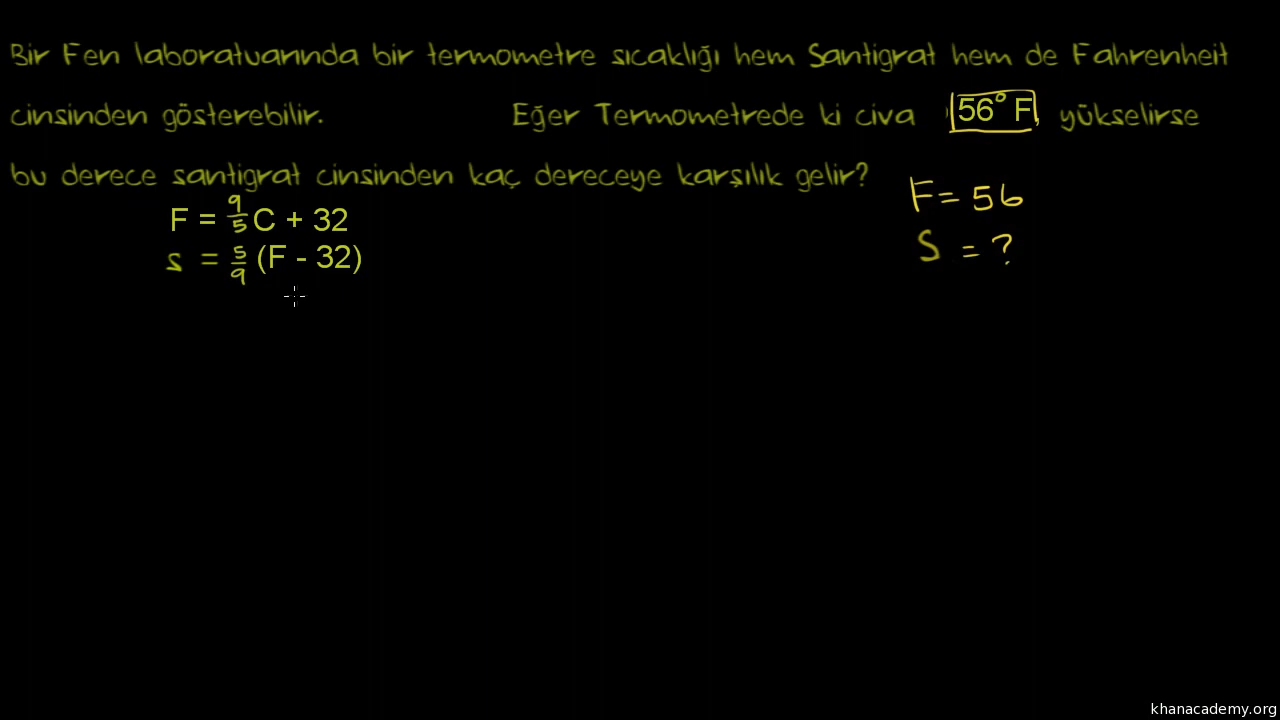 Bir Fen laboratuarında bir termometre sıcaklığı hem Santigrat hem de Fahrenheit
cinsinden gösterebilir. Eğer Termometrede ki civa 56° F, yükselirse
bu derece santigrat cinsinden kaç dereceye karşılık gelir?
F = 9/5 C + 32
F = 56
s = 5/9 (F - 32)
S = ?
khanacademy.org